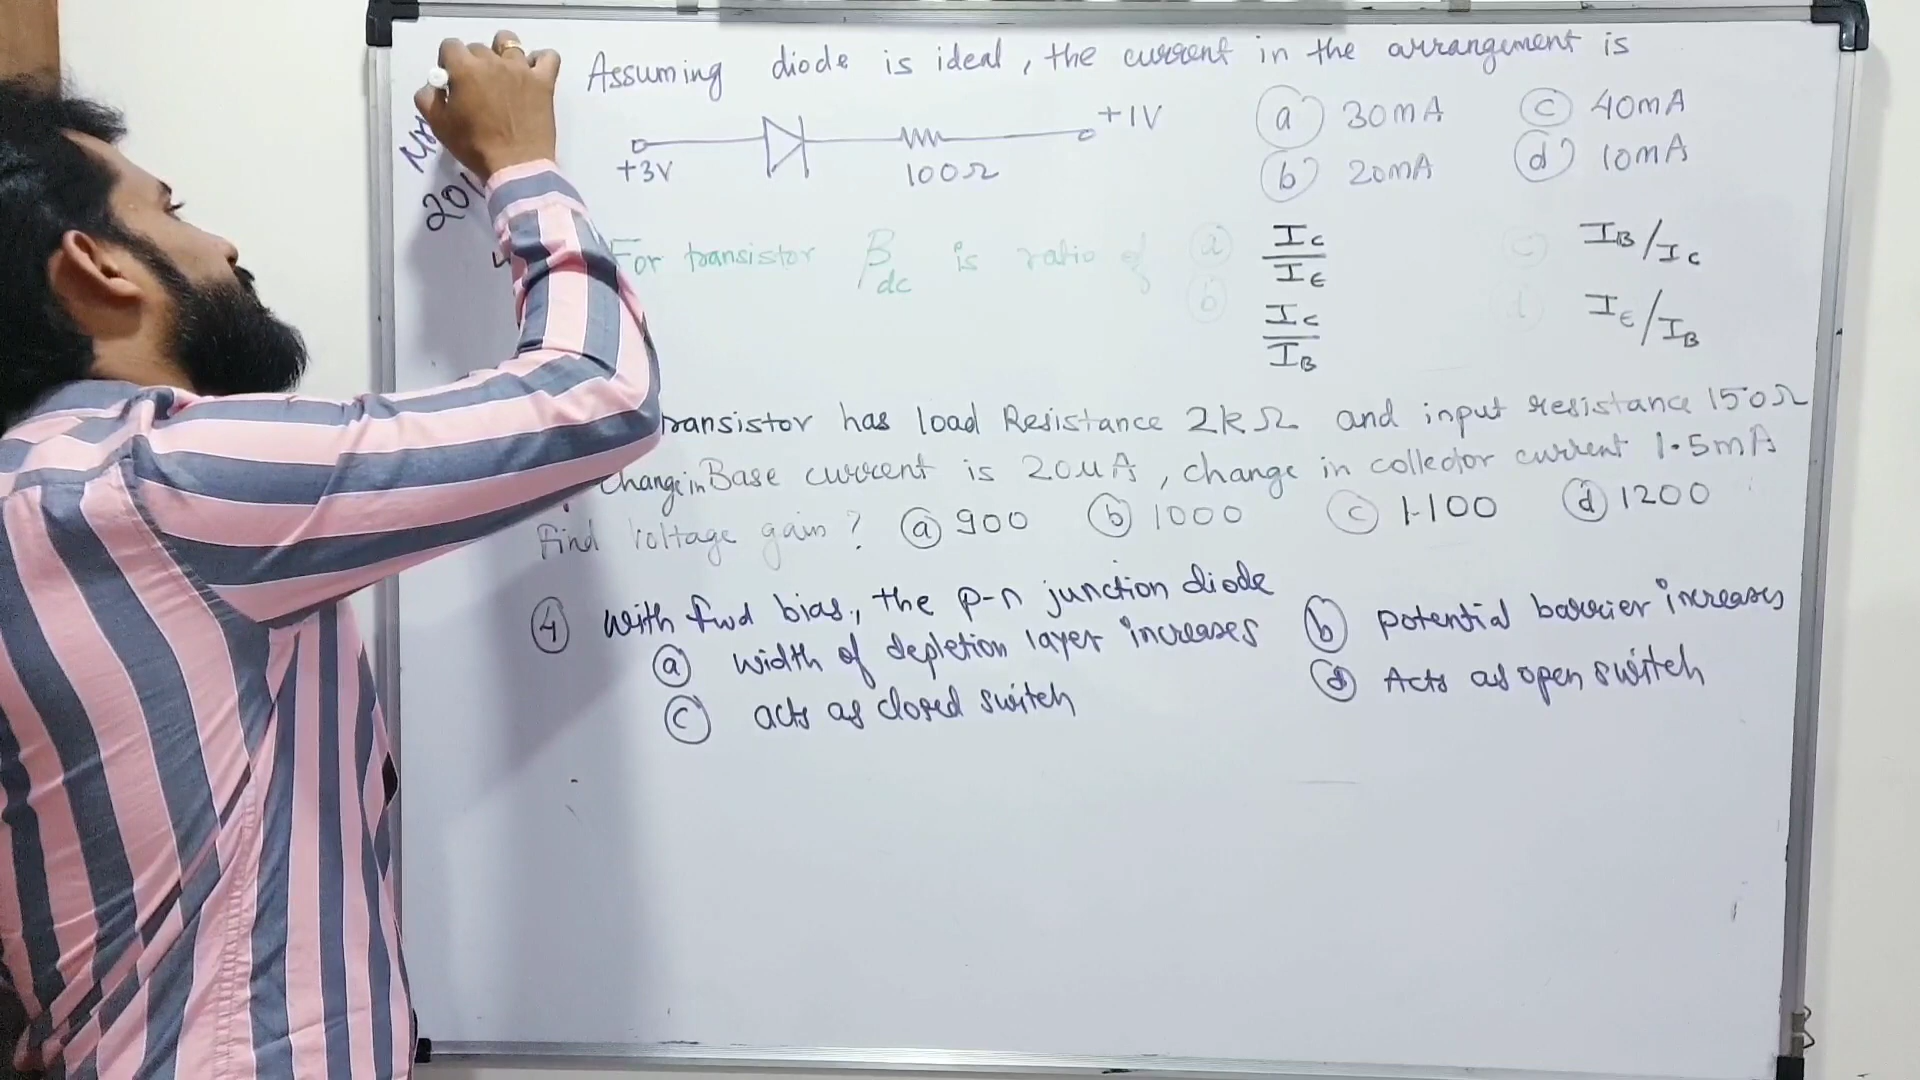 Assuming diode is ideal, the current in the arrangement is
+3V 100Ω +1V
a 30mA c 40mA
b 20mA d 10mA
201
For transistor βdc is ratio of a IC/IE c IB/IC
b IC/IB d IE/IB
transistor has load Resistance 2kΩ and input resistance 150Ω
change in Base current is 20uA, change in collector current 1.5mA
Find voltage gain? a 900 b 1000 c 1100 d 1200
4 with fwd bias, the p-n junction diode
a width of depletion layer increases b potential barrier increases
c acts as closed switch d Acts as open switch